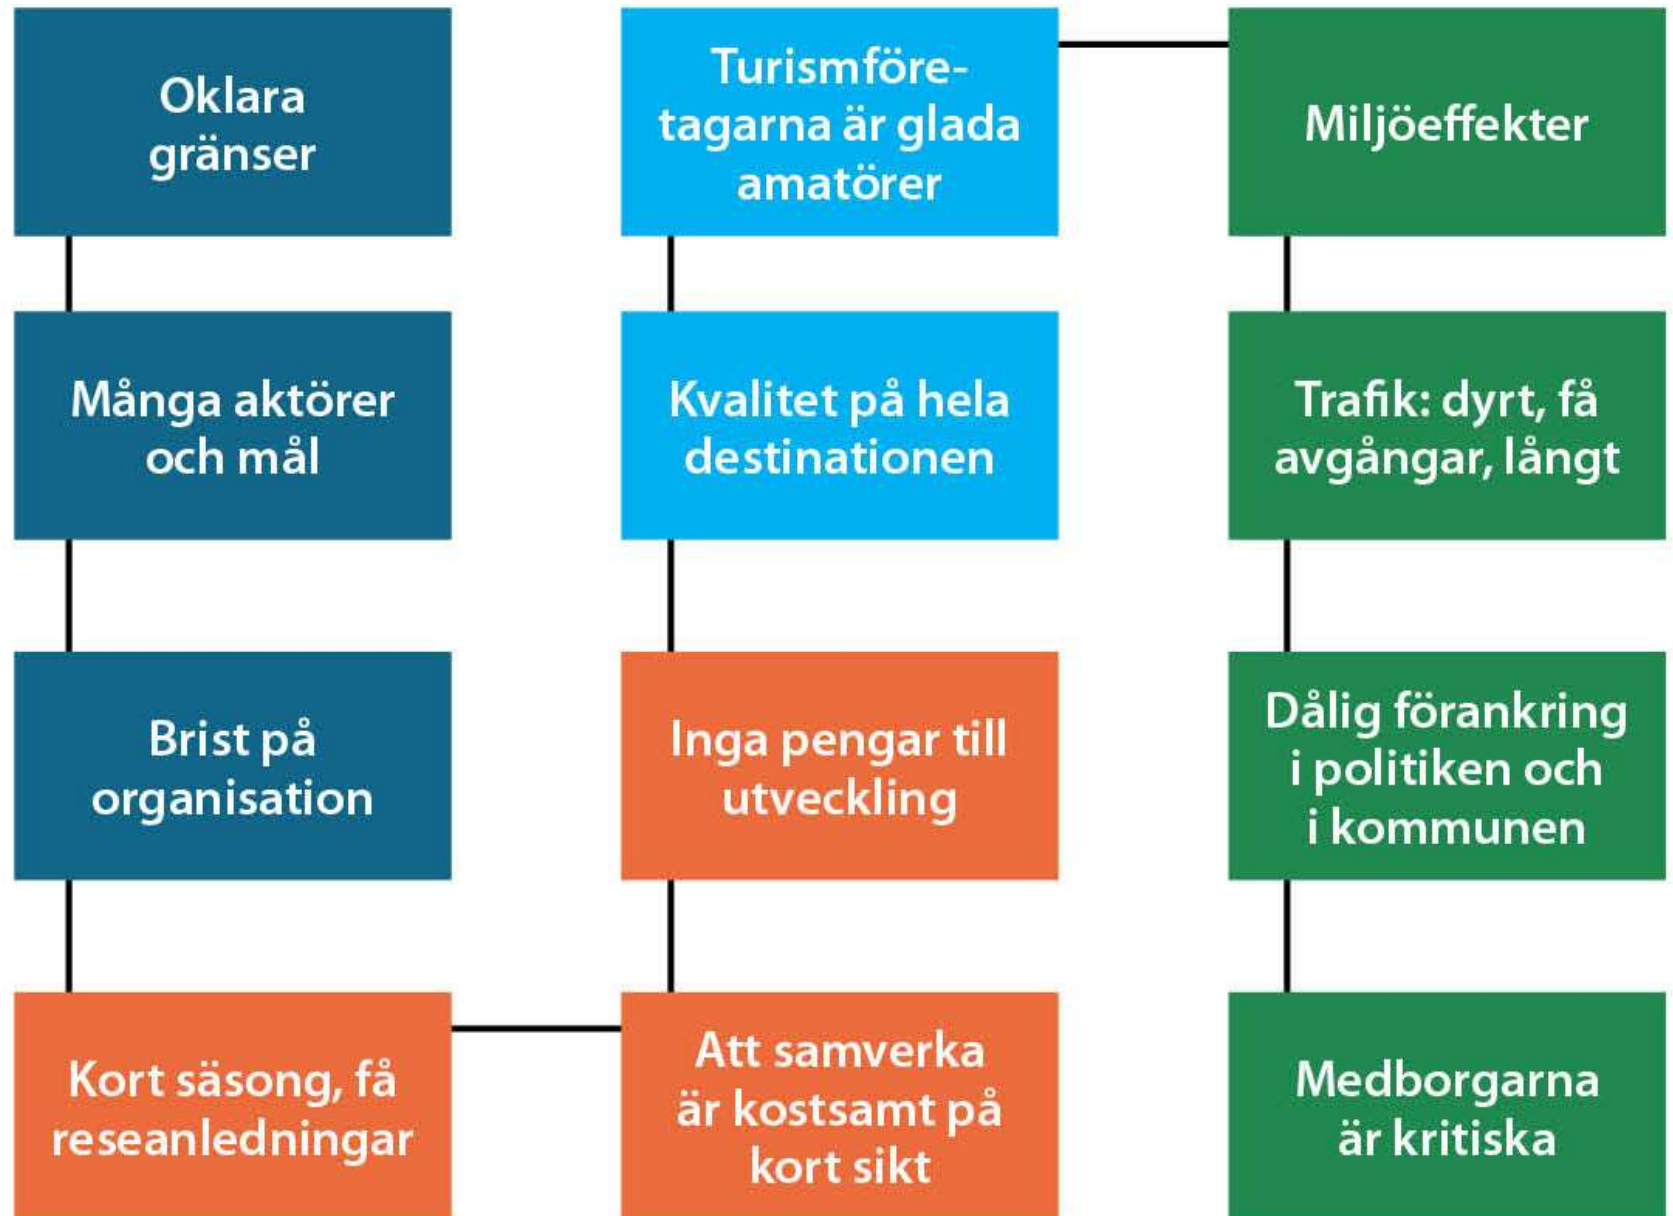 Oklara
gränser
Många aktörer
och mål
Brist på
organisation
Kort säsong, få
reseanledningar
Att samverka
är kostsamt på
kort sikt
Inga pengar till
utveckling
Kvalitet på hela
destinationen
Turismföre-
tagarna är glada
amatörer
Miljöeffekter
Trafik: dyrt, få
avgångar, långt
Dålig förankring
i politiken och
i kommunen
Medborgarna
är kritiska